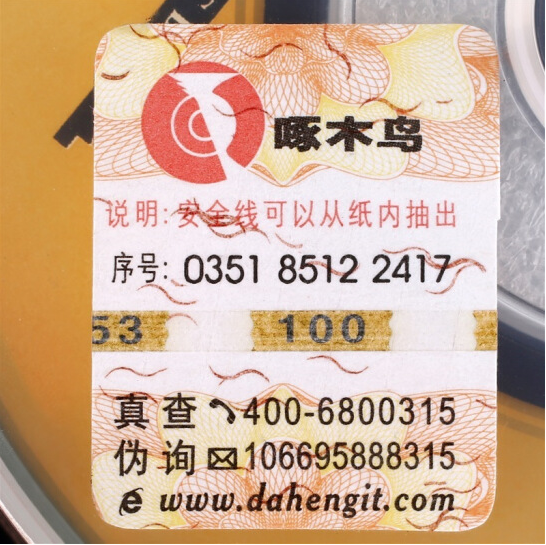 啄木鸟
说明: 安全线可以从纸内抽出
序号: 0351 8512 2417
53 100
真查 400-6800315
伪询 106695888315
www.dahengit.com